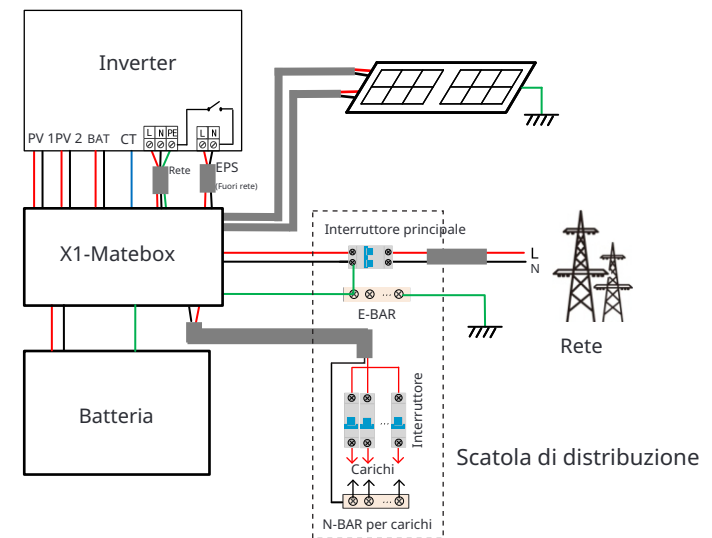 Inverter
PV 1 PV 2 BAT CT
L N PE
L N
Rete
EPS
(Fuori rete)
X1-Matebox
Interruttore principale
L
N
E-BAR
Rete
Batteria
Interruttore
Carichi
Scatola di distribuzione
N-BAR per carichi